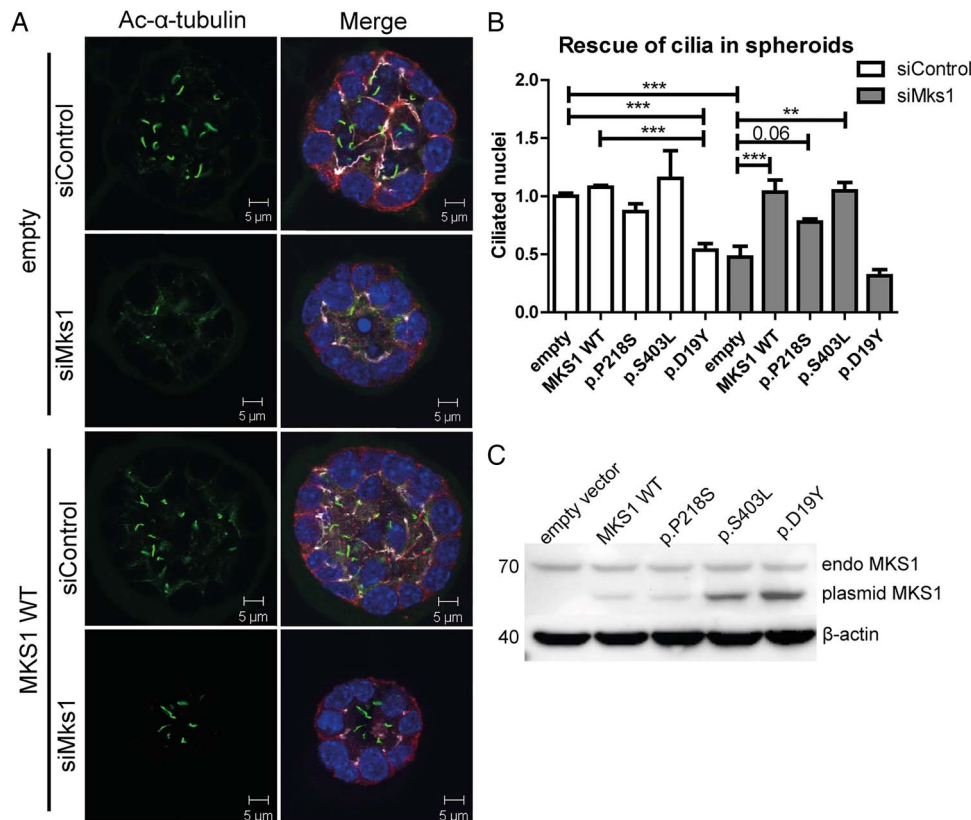 A
Ac-α-tubulin
Merge
empty
siControl
5 µm
5 µm
siMks1
5 µm
5 µm
MKS1 WT
siControl
5 µm
5 µm
siMks1
5 µm
5 µm
B
Rescue of cilia in spheroids
siControl
siMks1
Ciliated nuclei
2.0
1.5
1.0
0.5
0.0
***
***
**
***
0.06
***
empty
MKS1 WT
p.P218S
p.S403L
p.D19Y
empty
MKS1 WT
p.P218S
p.S403L
p.D19Y
C
empty vector
MKS1 WT
p.P218S
p.S403L
p.D19Y
70
endo MKS1
plasmid MKS1
40
β-actin